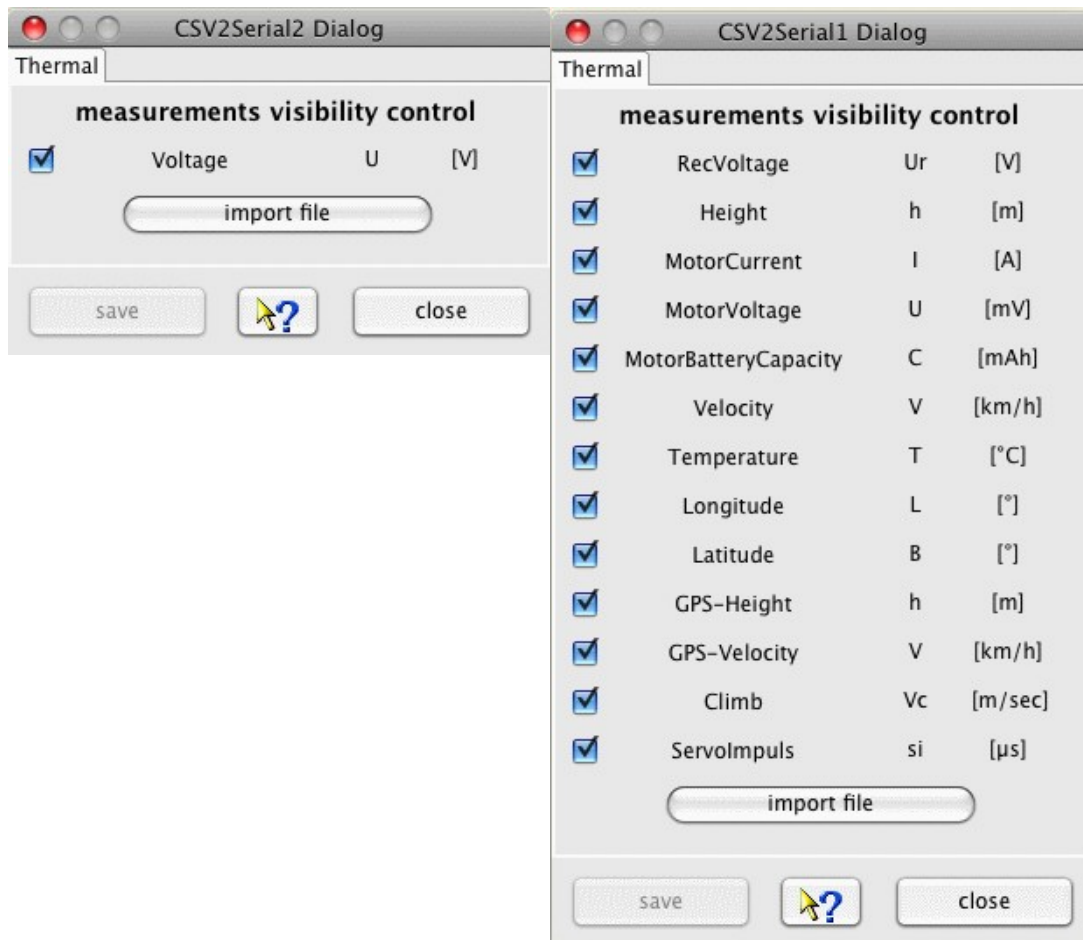 CSV2Serial2 Dialog
Thermal
measurements visibility control
Voltage U [V]
import file
save ? close
CSV2Serial1 Dialog
Thermal
measurements visibility control
RecVoltage Ur [V]
Height h [m]
MotorCurrent I [A]
MotorVoltage U [mV]
MotorBatteryCapacity C [mAh]
Velocity V [km/h]
Temperature T [°C]
Longitude L [°]
Latitude B [°]
GPS-Height h [m]
GPS-Velocity V [km/h]
Climb Vc [m/sec]
ServoImpuls si [µs]
import file
save ? close